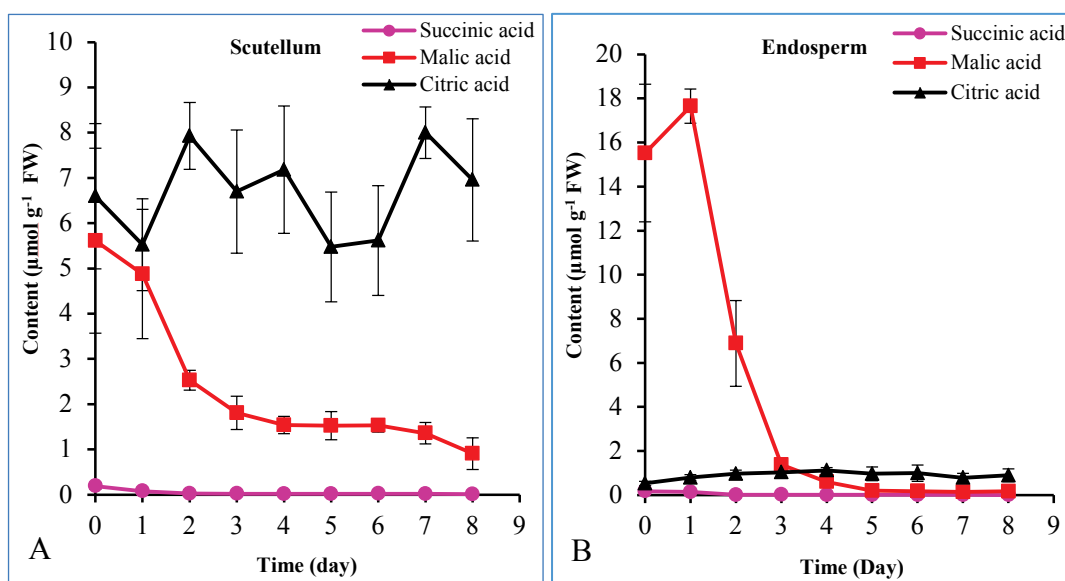 Scutellum
Succinic acid
Malic acid
Citric acid
Content (µmol g⁻¹ FW)
10
9
8
7
6
5
4
3
2
1
0
0 1 2 3 4 5 6 7 8 9
A
Time (day)
Endosperm
Succinic acid
Malic acid
Citric acid
Content (µmol g⁻¹ FW)
20
18
16
14
12
10
8
6
4
2
0
0 1 2 3 4 5 6 7 8 9
B
Time (Day)